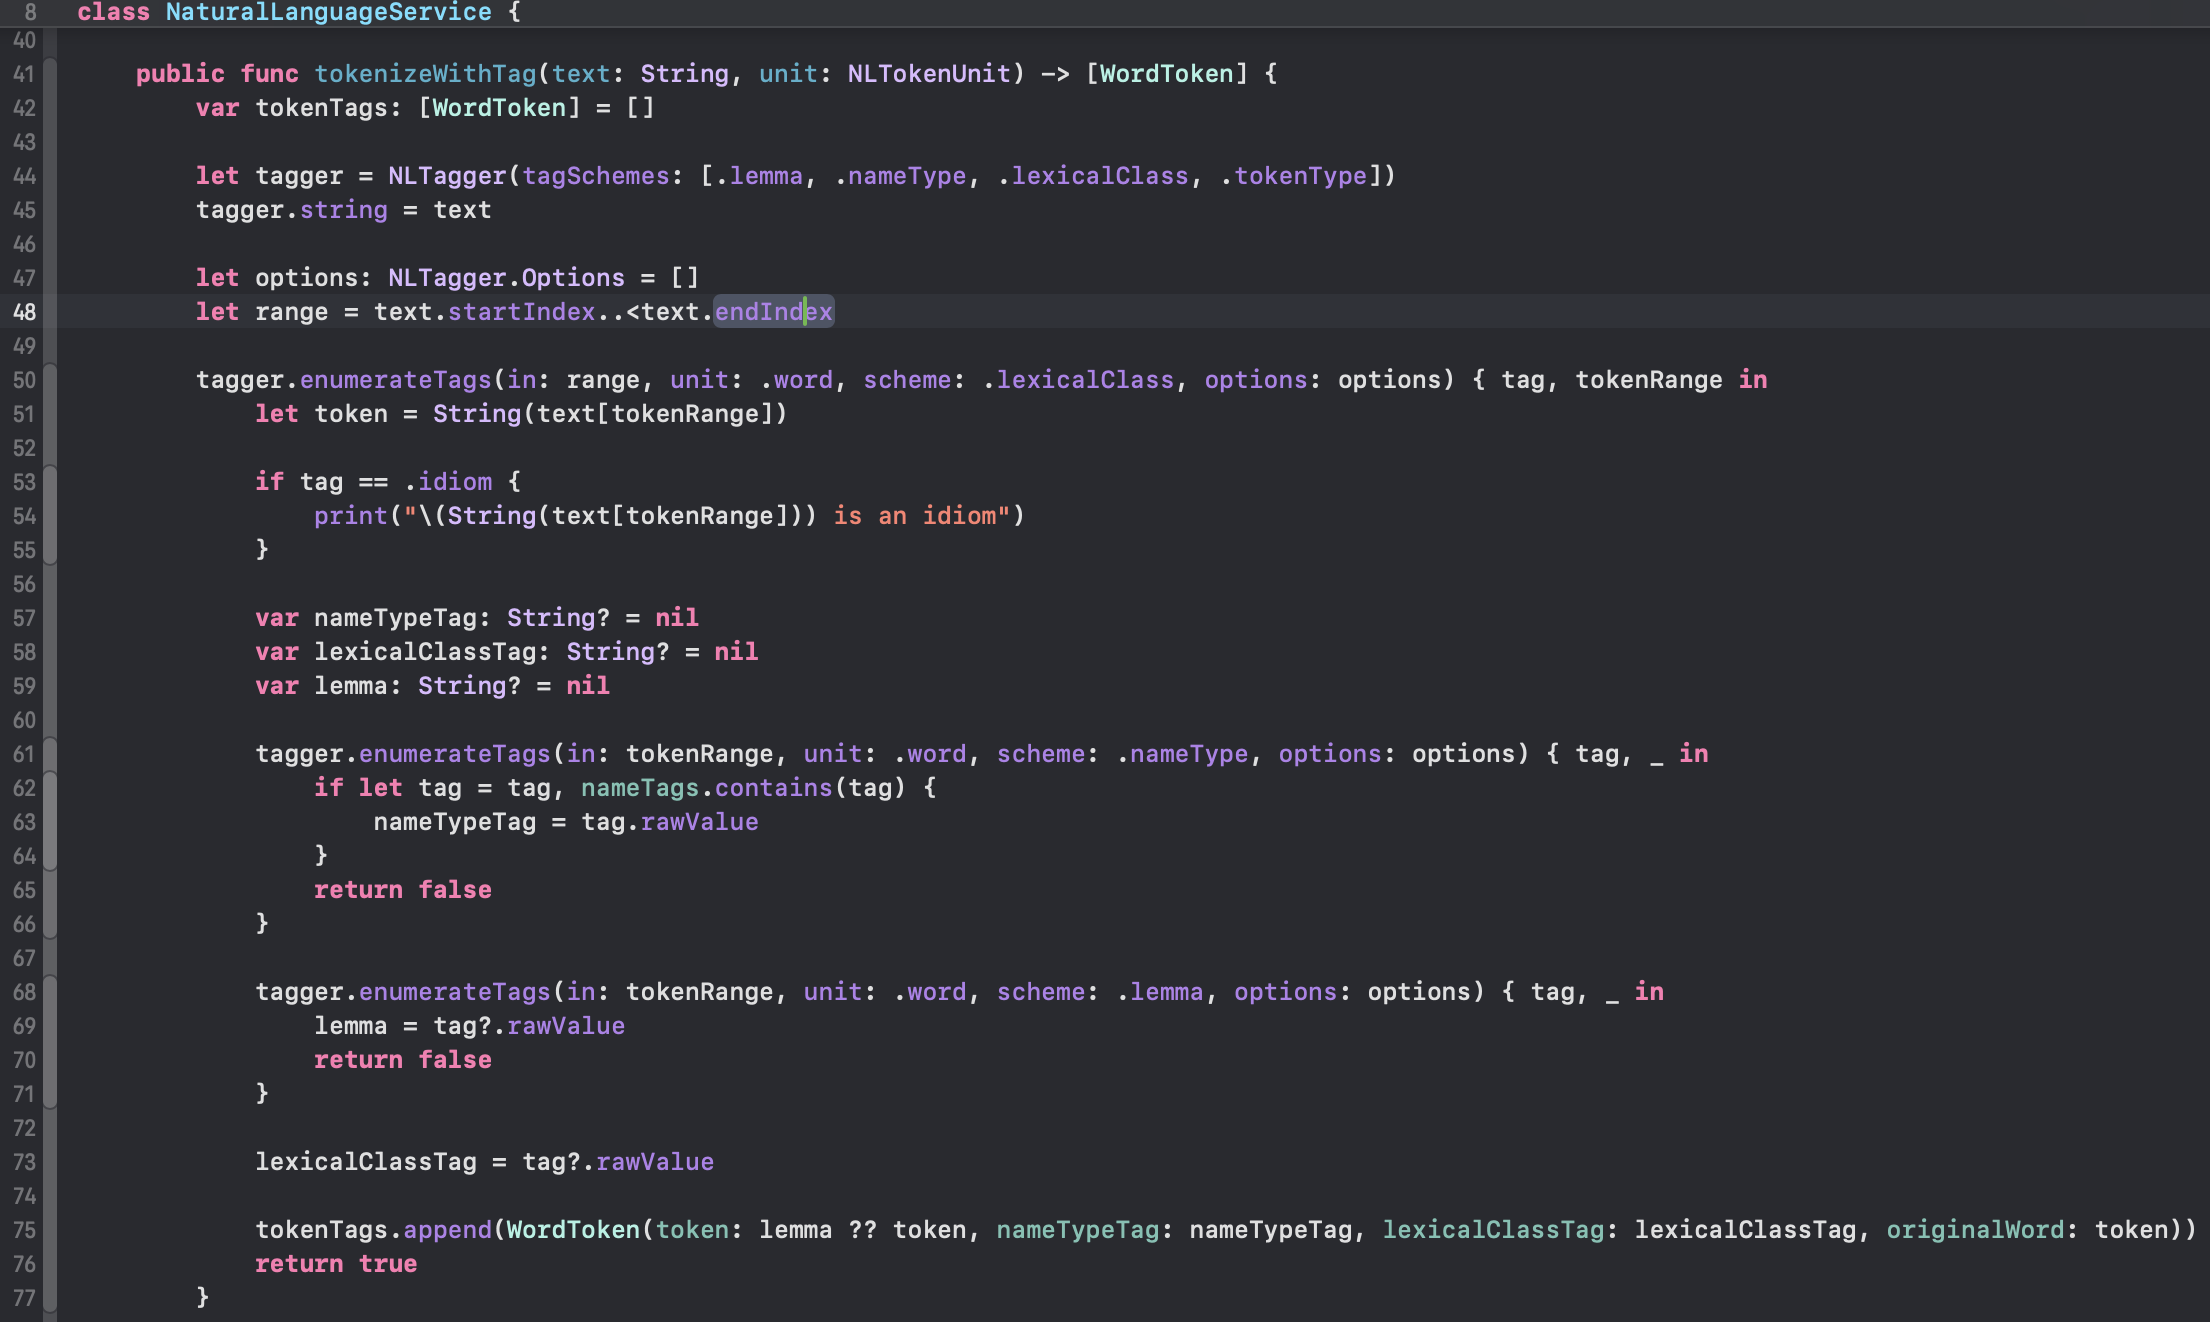 8 class NaturalLanguageService {
40
41 public func tokenizeWithTag(text: String, unit: NLTokenUnit) -> [WordToken] {
42 var tokenTags: [WordToken] = []
43
44 let tagger = NLTagger(tagSchemes: [.lemma, .nameType, .lexicalClass, .tokenType])
45 tagger.string = text
46
47 let options: NLTagger.Options = []
48 let range = text.startIndex..<text.endIndex
49
50 tagger.enumerateTags(in: range, unit: .word, scheme: .lexicalClass, options: options) { tag, tokenRange in
51 let token = String(text[tokenRange])
52
53 if tag == .idiom {
54 print("\(String(text[tokenRange])) is an idiom")
55 }
56
57 var nameTypeTag: String? = nil
58 var lexicalClassTag: String? = nil
59 var lemma: String? = nil
60
61 tagger.enumerateTags(in: tokenRange, unit: .word, scheme: .nameType, options: options) { tag, _ in
62 if let tag = tag, nameTags.contains(tag) {
63 nameTypeTag = tag.rawValue
64 }
65 return false
66 }
67
68 tagger.enumerateTags(in: tokenRange, unit: .word, scheme: .lemma, options: options) { tag, _ in
69 lemma = tag?.rawValue
70 return false
71 }
72
73 lexicalClassTag = tag?.rawValue
74
75 tokenTags.append(WordToken(token: lemma ?? token, nameTypeTag: nameTypeTag, lexicalClassTag: lexicalClassTag, originalWord: token))
76 return true
77 }